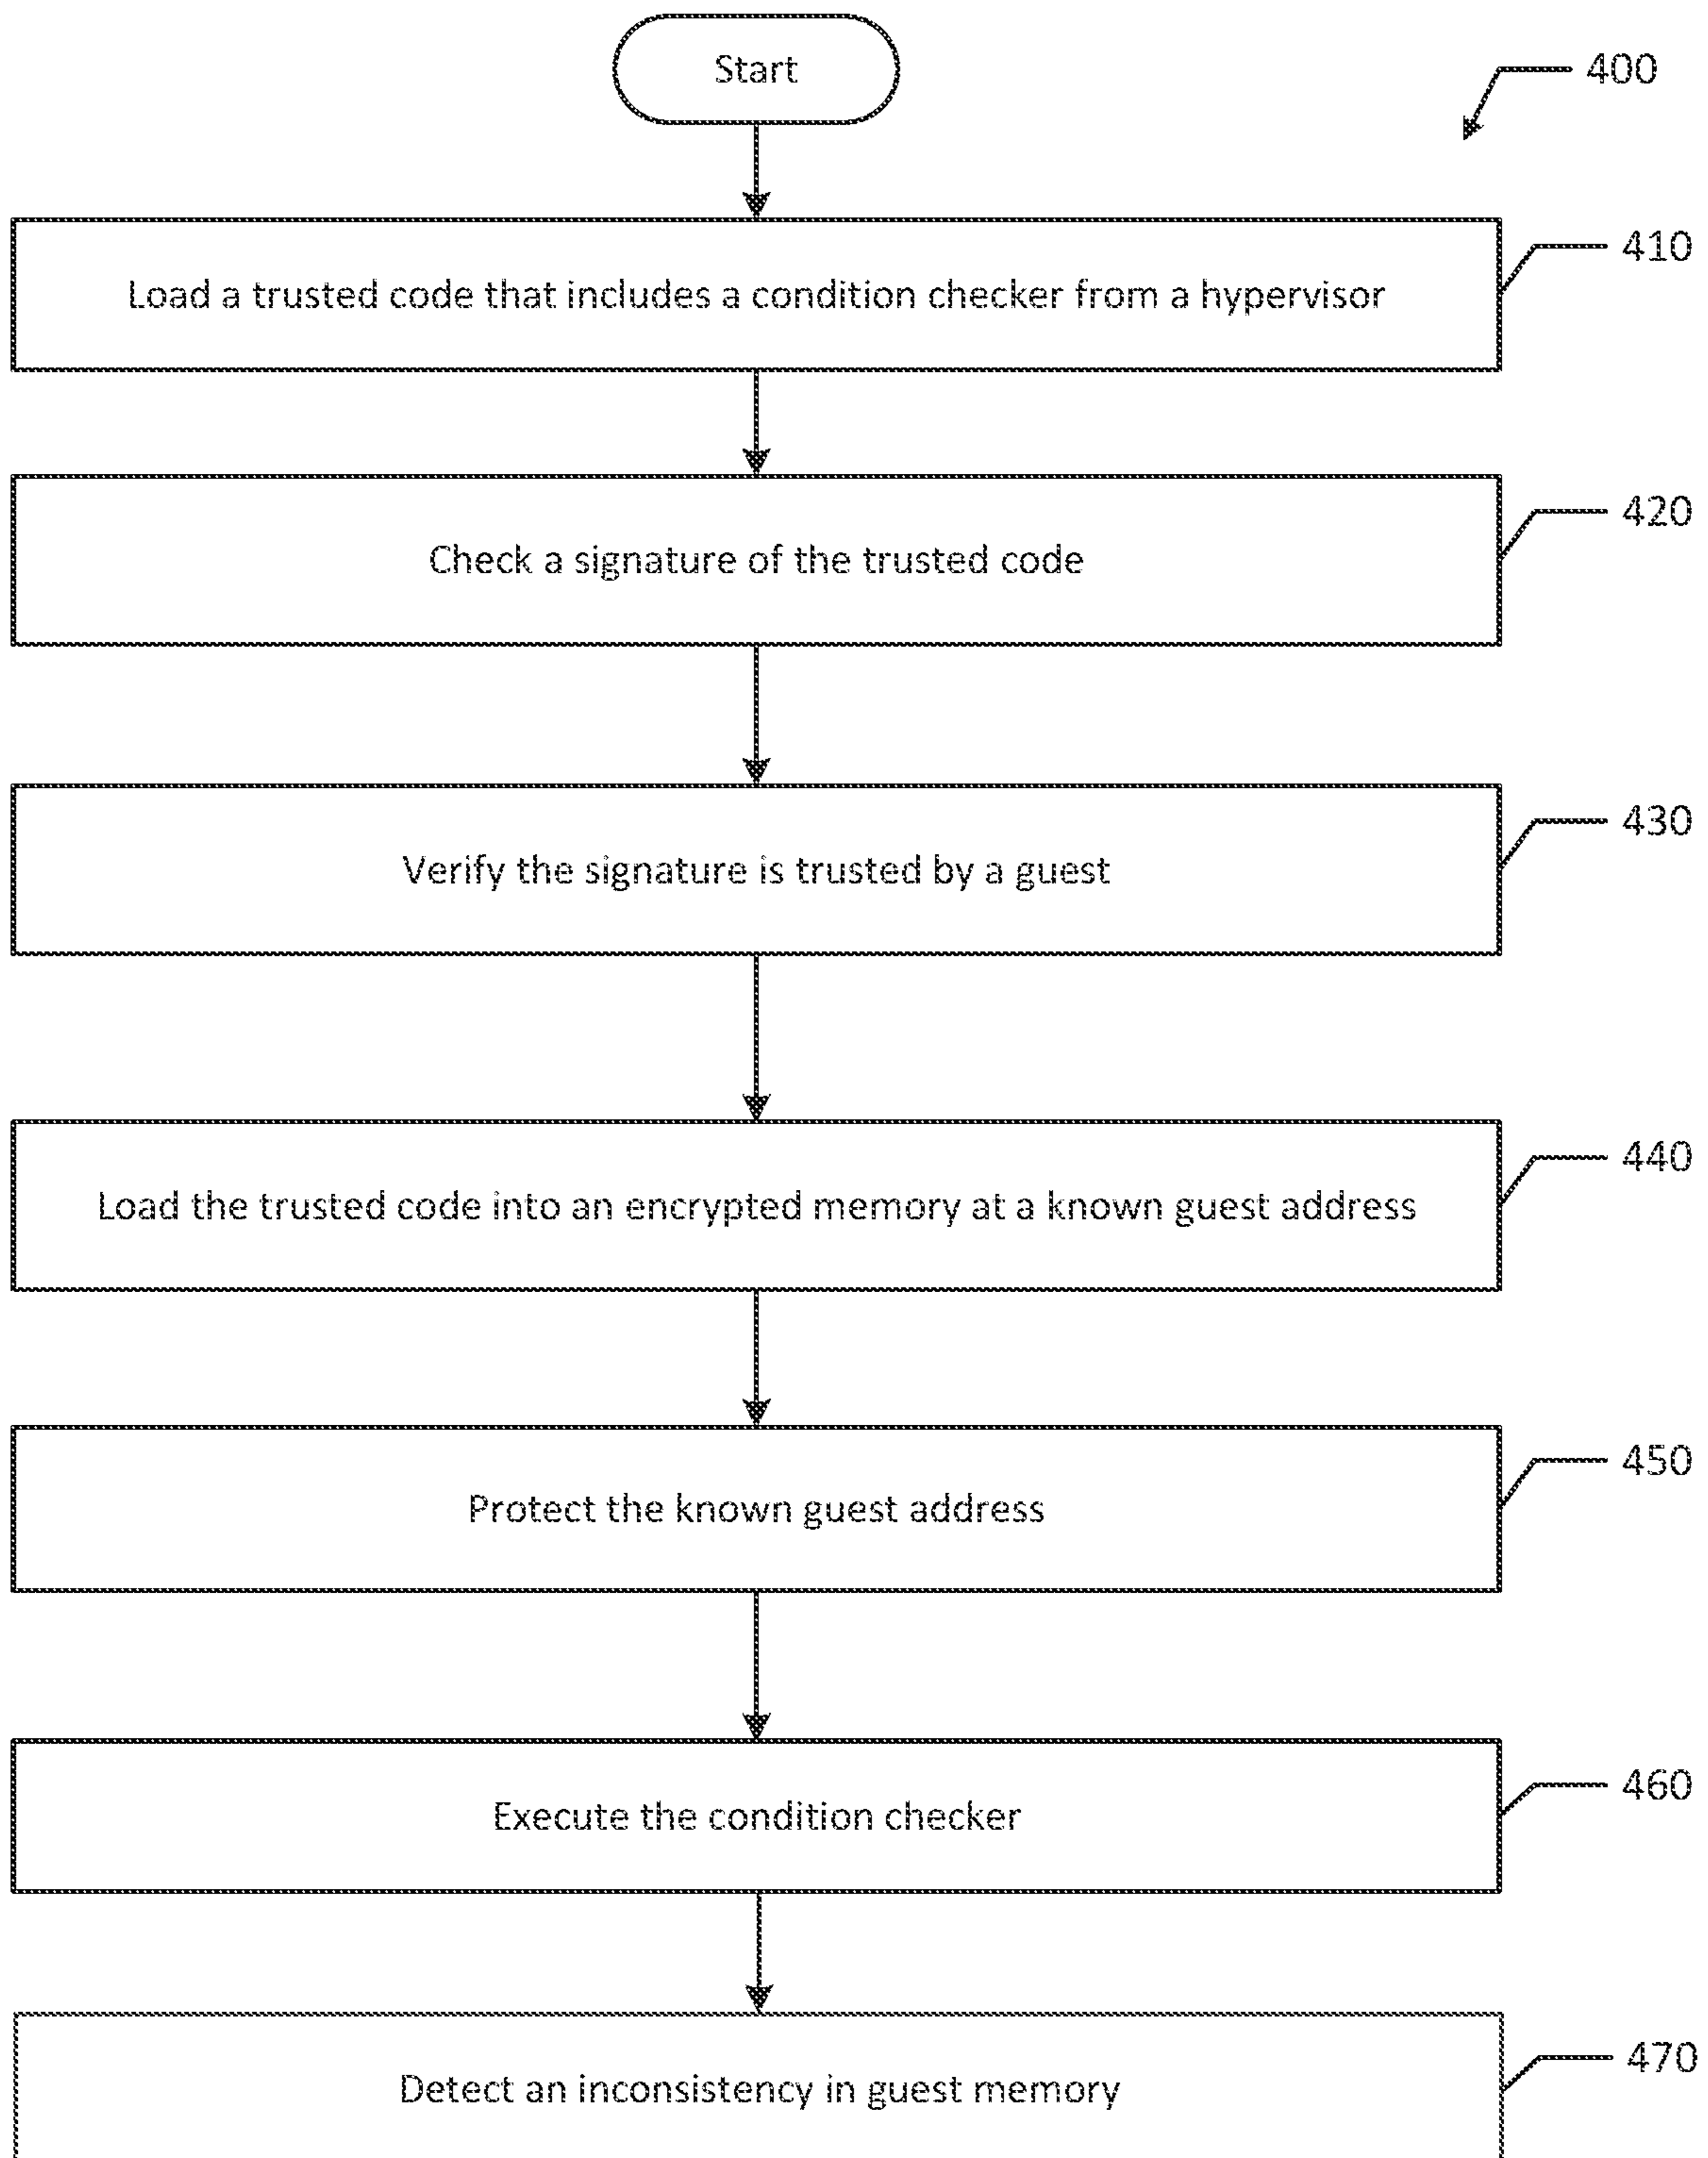 Start
400
410
Load a trusted code that includes a condition checker from a hypervisor
420
Check a signature of the trusted code
430
Verify the signature is trusted by a guest
440
Load the trusted code into an encrypted memory at a known guest address
450
Protect the known guest address
460
Execute the condition checker
470
Detect an inconsistency in guest memory